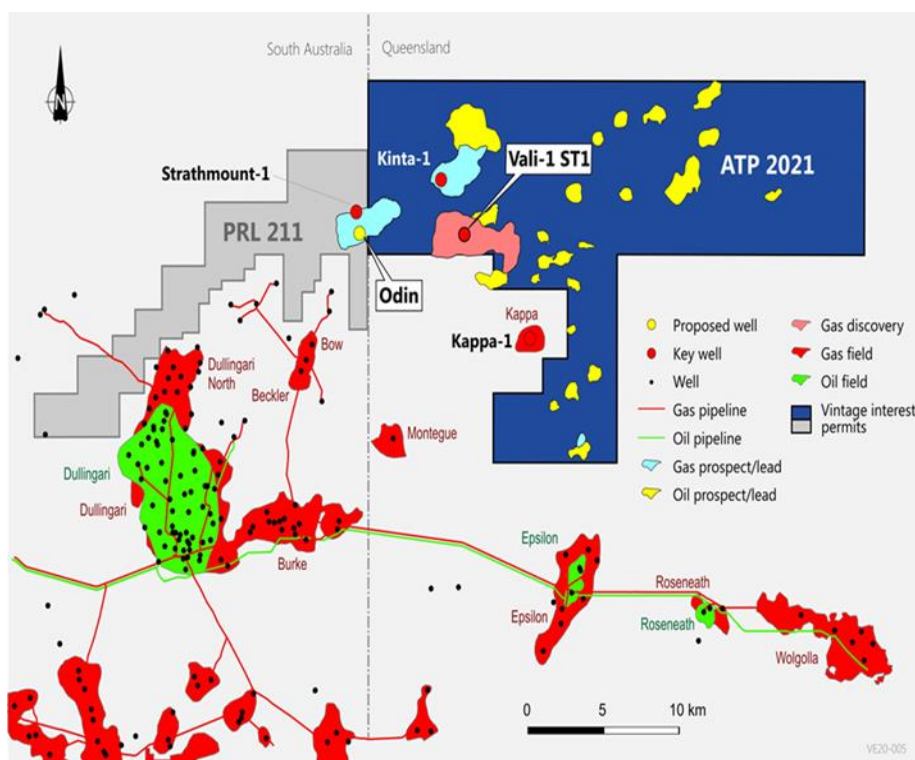 South Australia
Queensland
N
Strathmount-1
Kinta-1
Vali-1 ST1
ATP 2021
PRL 211
Odin
Kappa
Kappa-1
Bow
Dullingari
North
Beckler
Montegue
Dullingari
Dullingari
Burke
Epsilon
Epsilon
Roseneath
Roseneath
Wolgolla
Proposed well
Key well
Well
Gas pipeline
Oil pipeline
Gas prospect/lead
Oil prospect/lead
Gas discovery
Gas field
Oil field
Vintage interest
permits
0 5 10 km
VE20-005